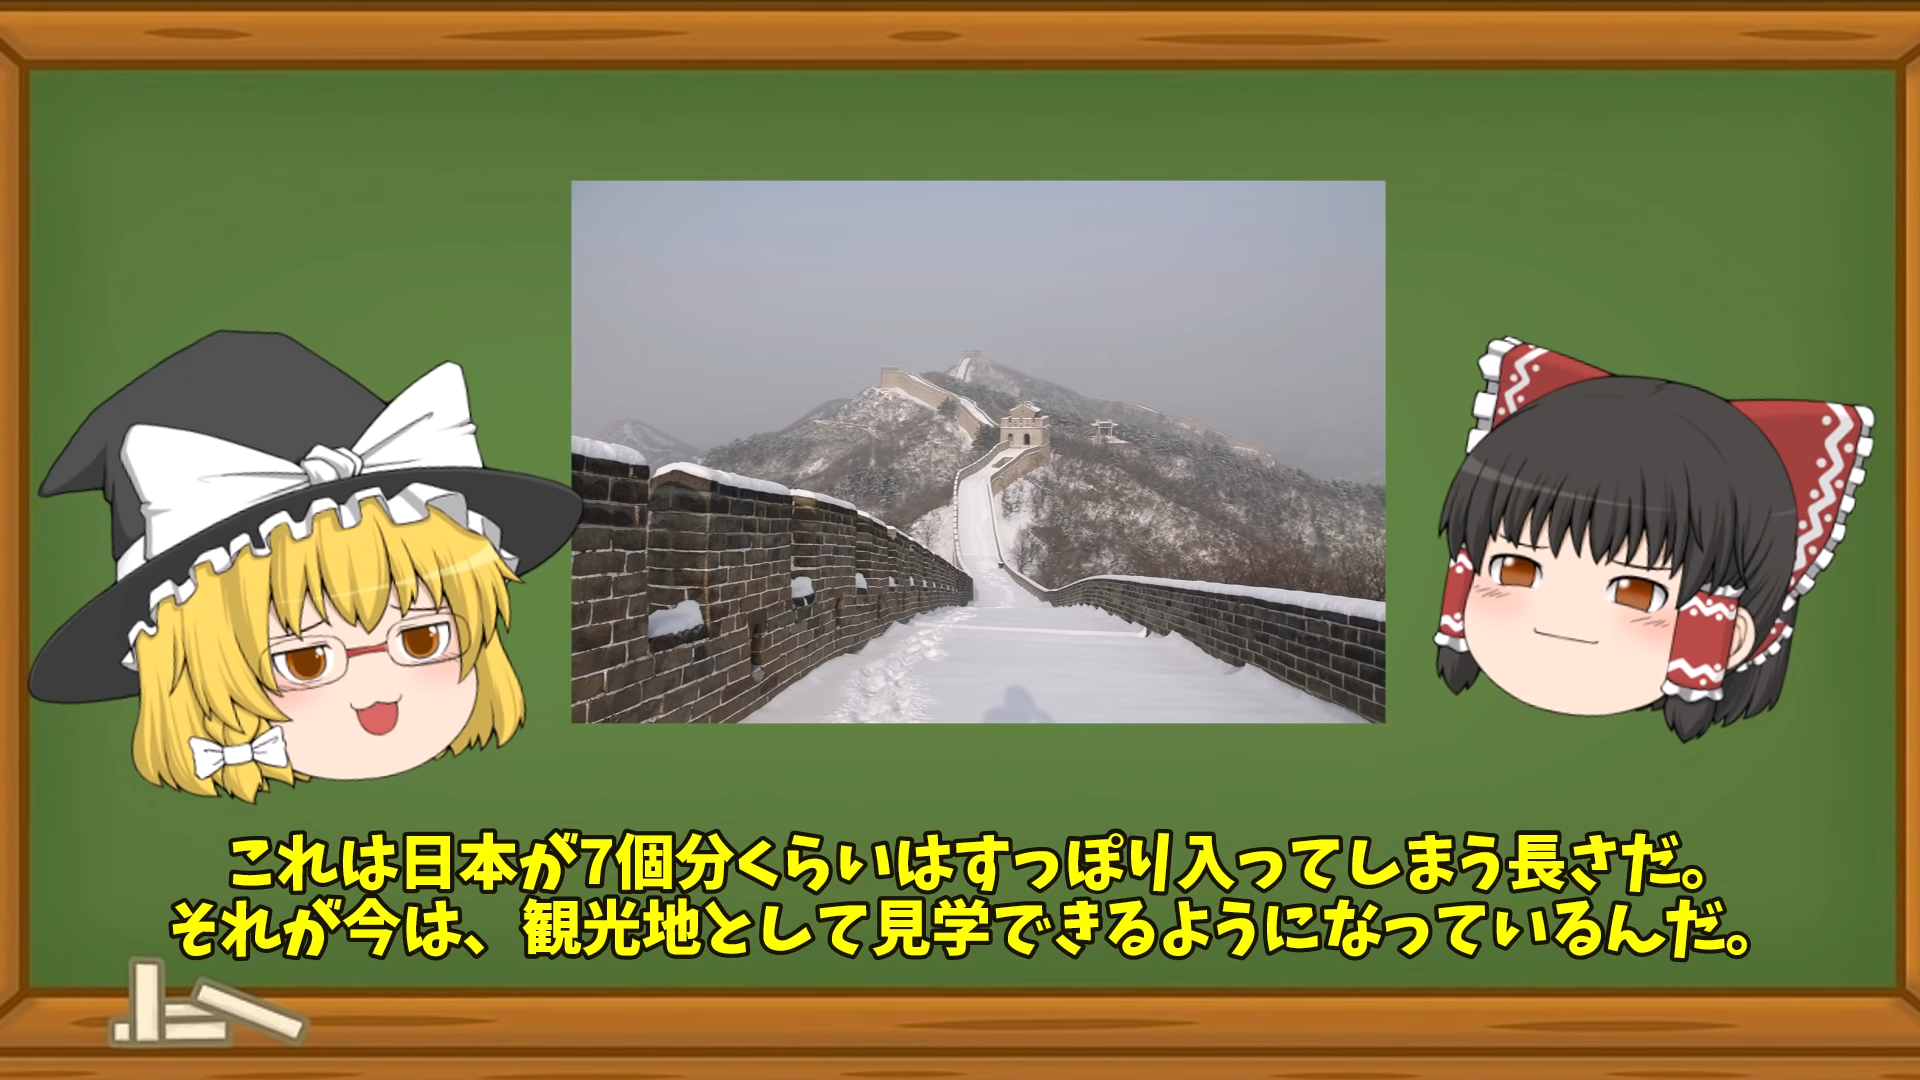 これは日本が7個分くらいはすっぽり入ってしまう長さだ。
それが今は、観光地として見学できるようになっているんだ。